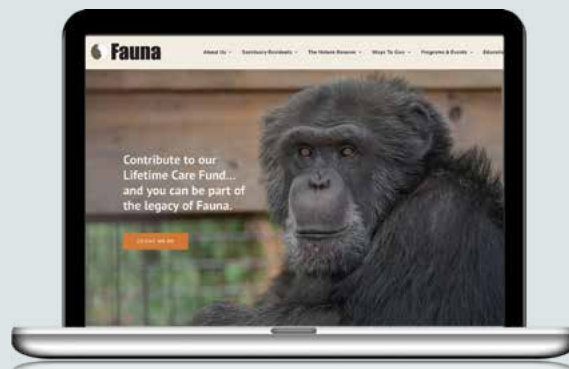 Fauna
About Us Sanctuary Residents The Nature Reserve Ways To Give Programs & Events
Contribute to our
Lifetime Care Fund...
and you can be part of
the legacy of Fauna.